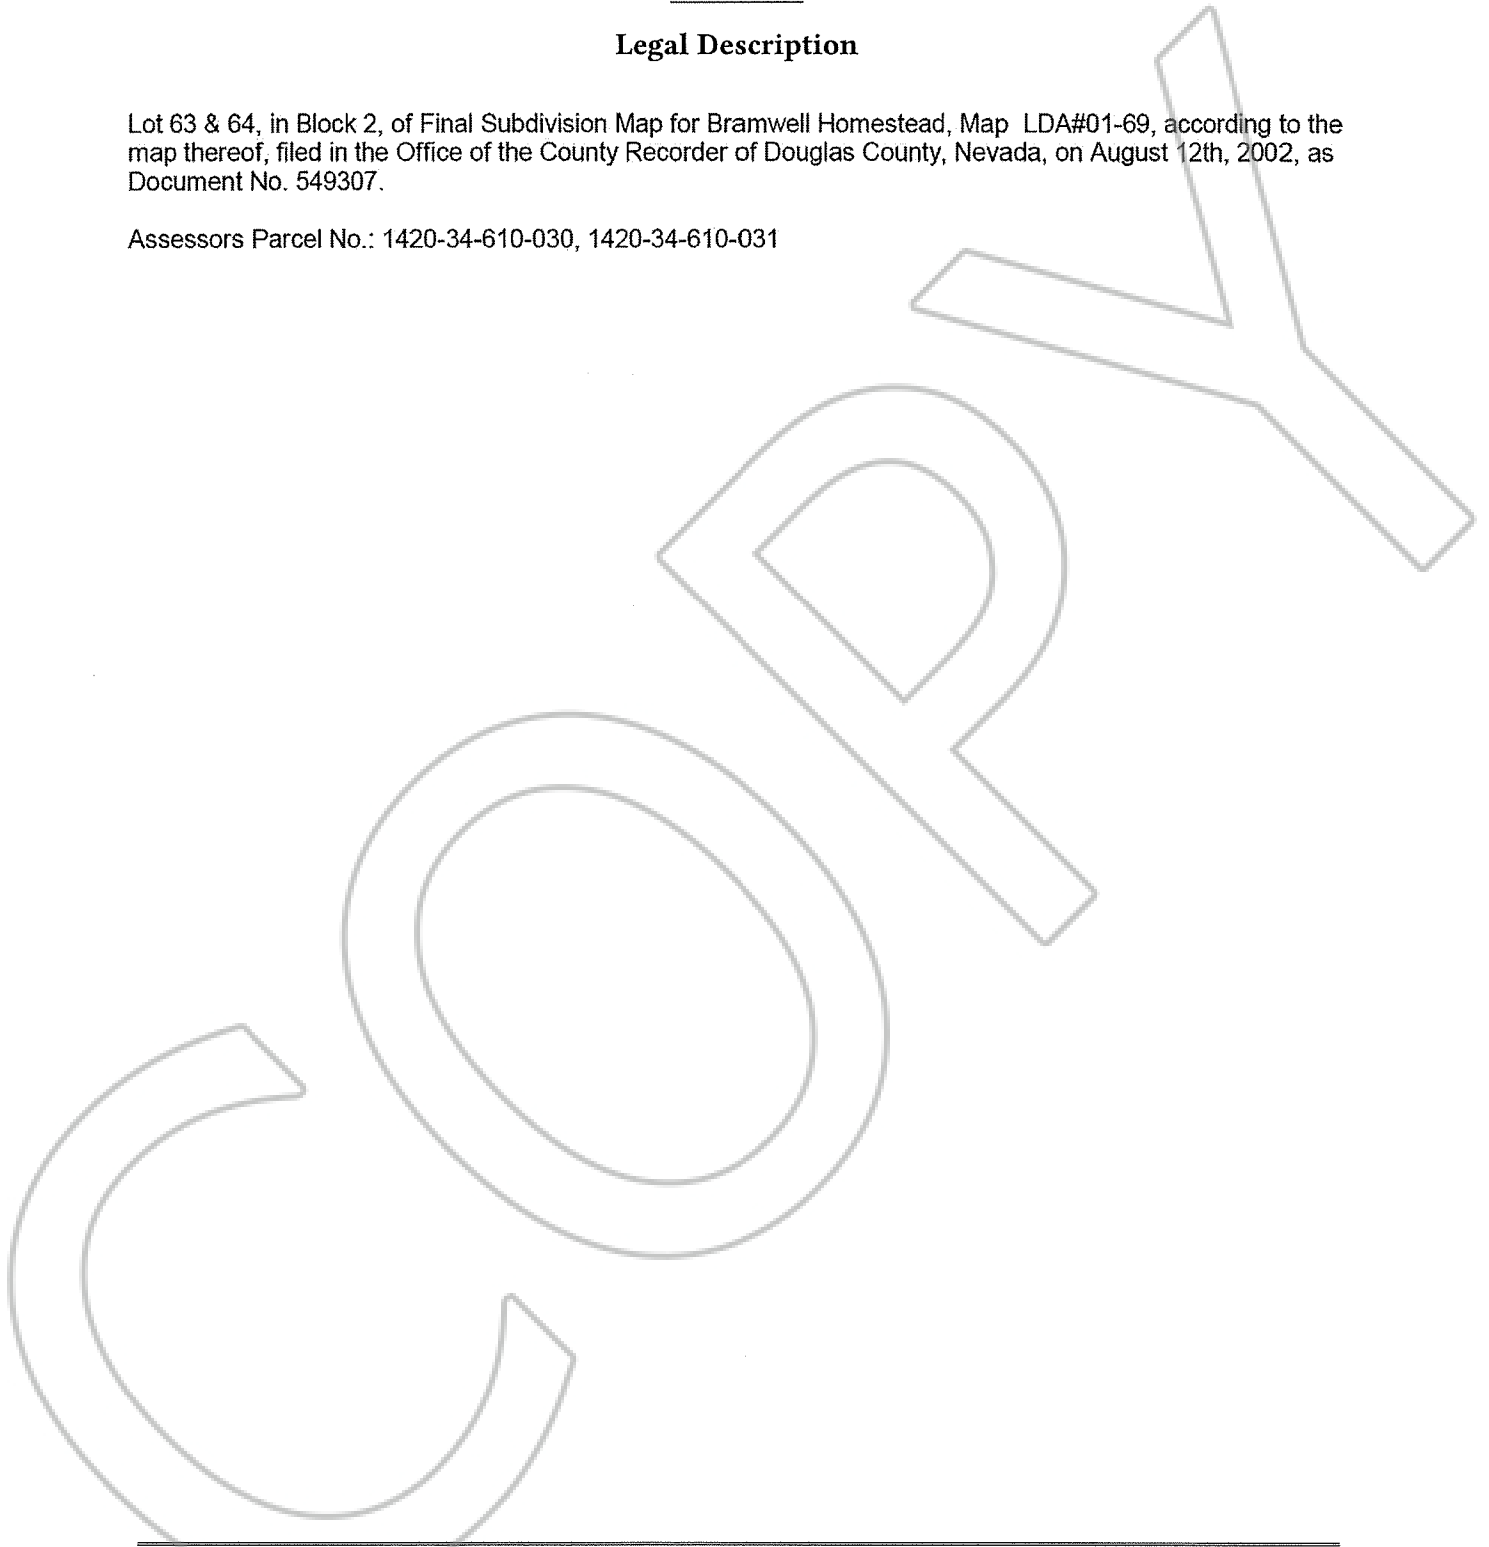 Legal Description
Lot 63 & 64, in Block 2, of Final Subdivision Map for Bramwell Homestead, Map LDA#01-69, according to the
map thereof, filed in the Office of the County Recorder of Douglas County, Nevada, on August 12th, 2002, as
Document No. 549307.
Assessors Parcel No.: 1420-34-610-030, 1420-34-610-031
COPY